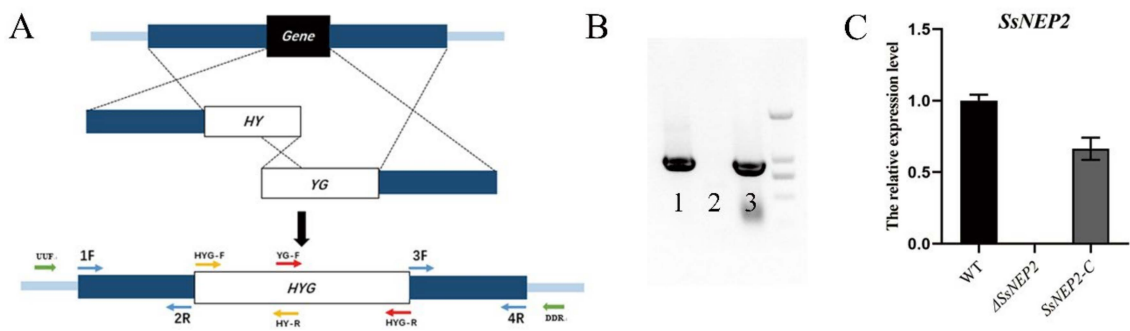 A
Gene
HY
YG
UUF
1F
HYG-F
YG-F
3F
HYG
2R
HY-R
HYG-R
4R
DDR
B
1 2 3
C
SsNEP2
The relative expression level
1.5
1.0
0.5
0.0
WT
ΔSsNEP2
SsNEP2-C